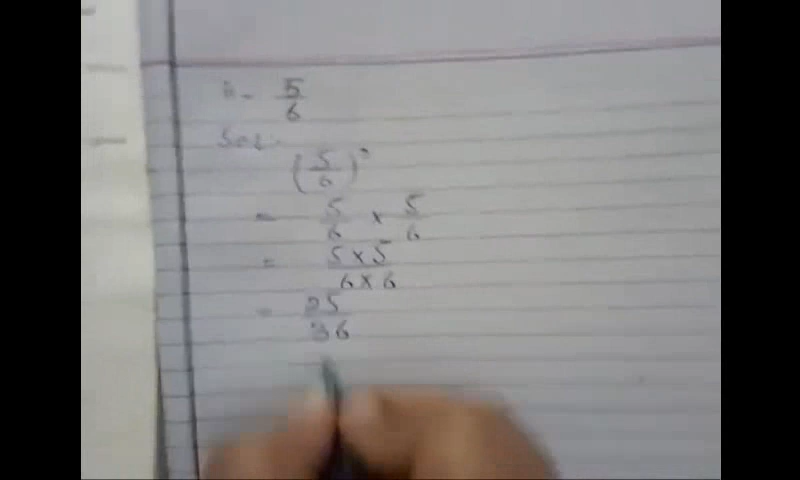 5/6
Sol:
(5/6)²
= 5/6 × 5/6
= 5×5/6×6
= 25/36